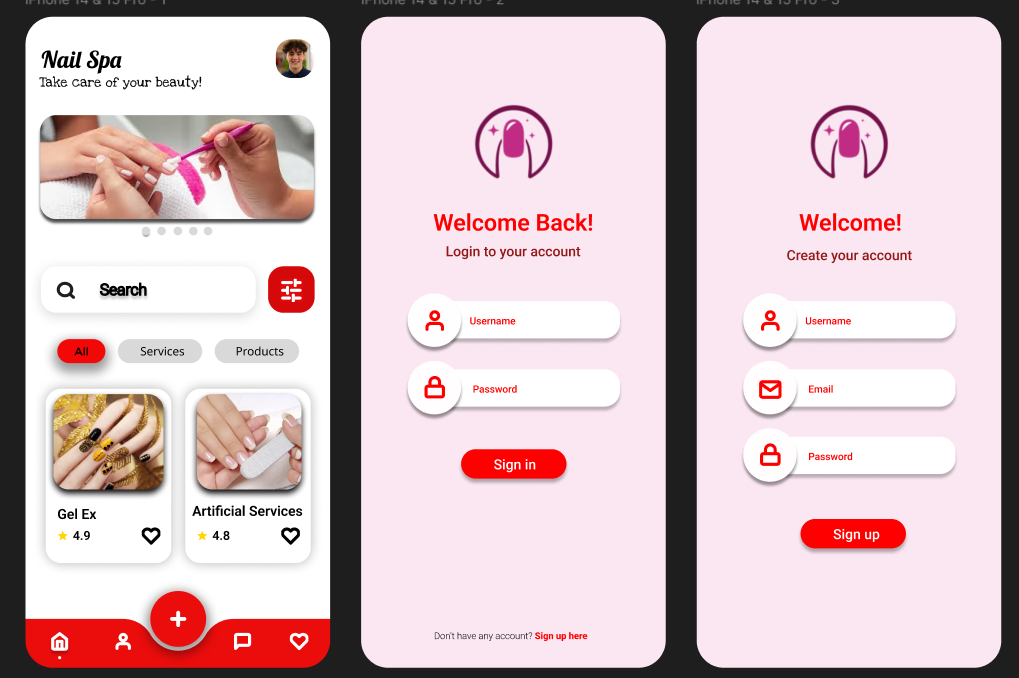 iPhone 14 & 15 Pro - 1
iPhone 14 & 15 Pro - 2
iPhone 14 & 15 Pro - 3
Nail Spa
Take care of your beauty!
Search
All
Services
Products
Gel Ex
4.9
Artificial Services
4.8
Welcome Back!
Login to your account
Username
Password
Sign in
Don't have any account? Sign up here
Welcome!
Create your account
Username
Email
Password
Sign up